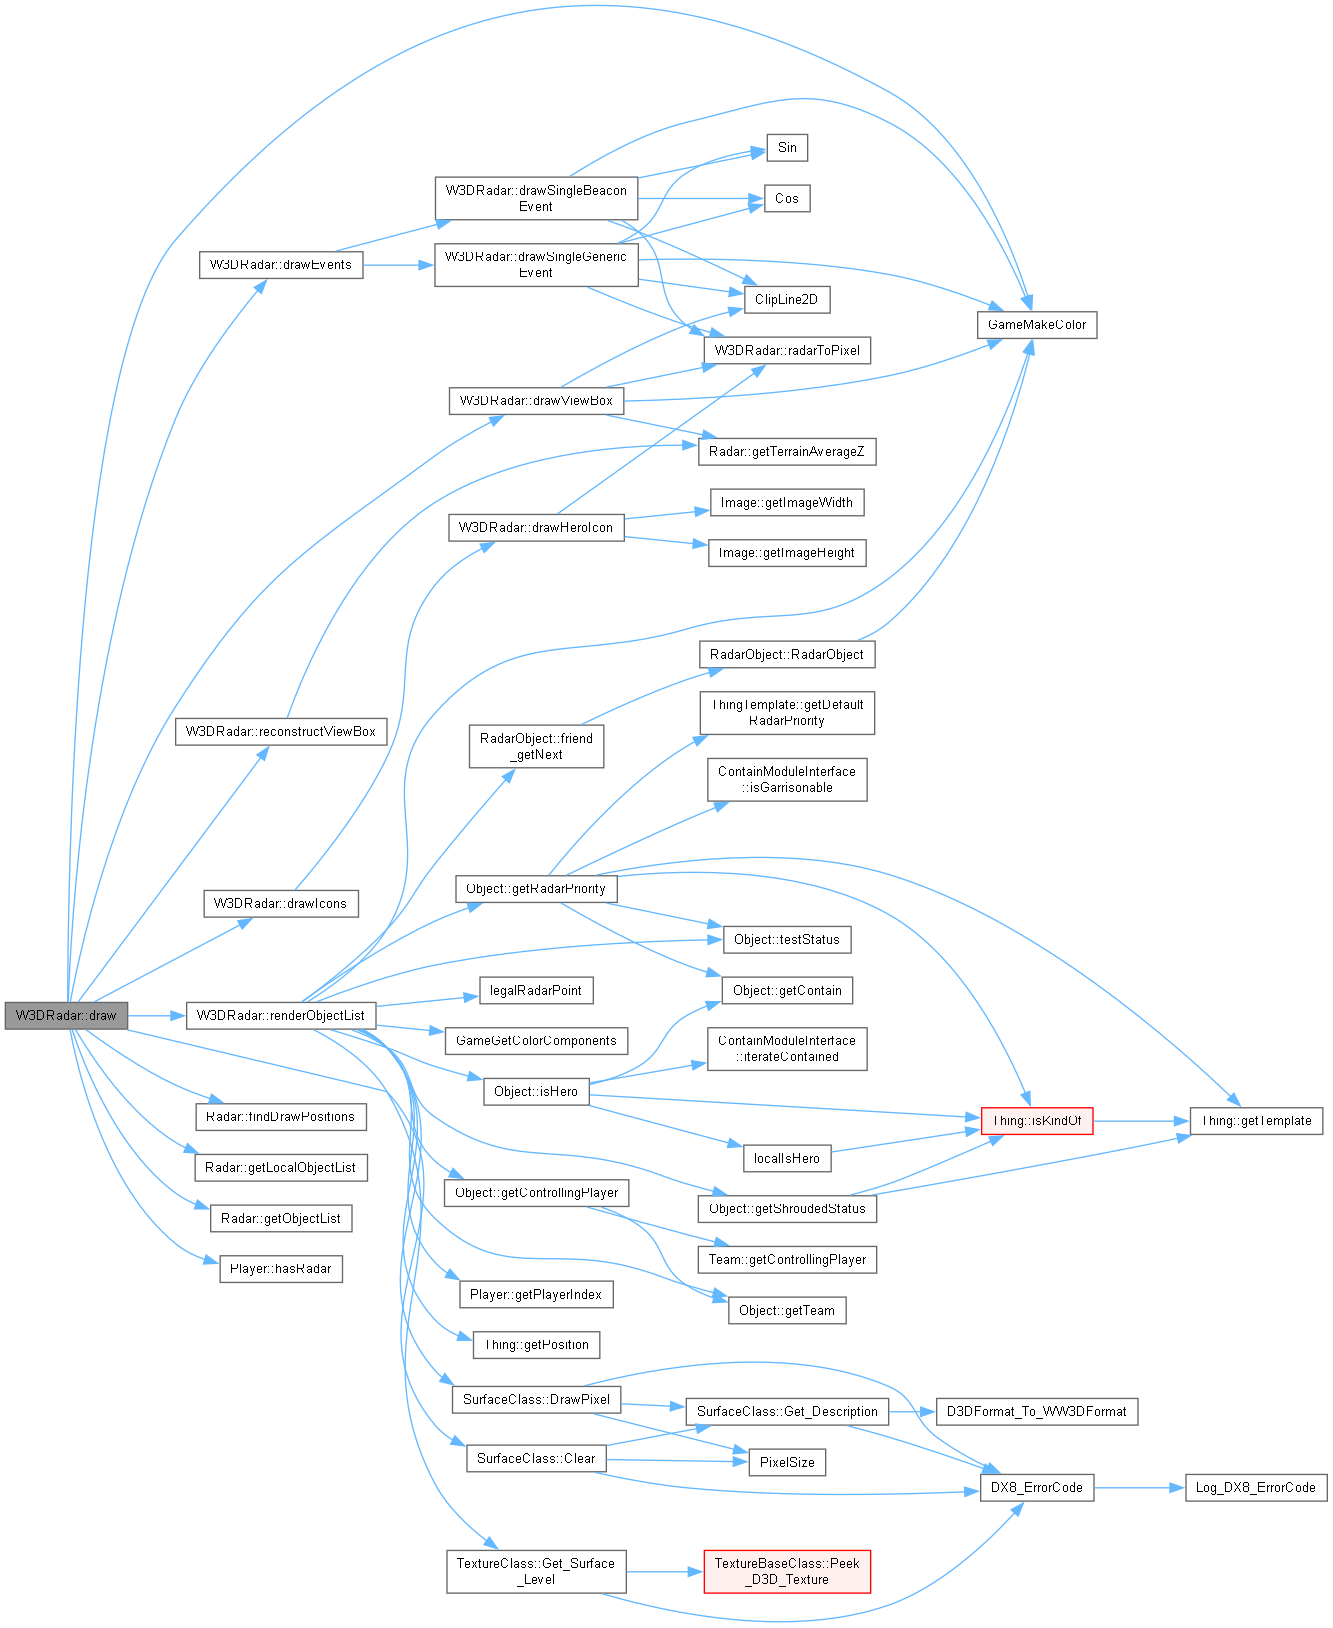 W3DRadar::draw
W3DRadar::drawEvents
W3DRadar::reconstructViewBox
W3DRadar::drawIcons
W3DRadar::renderObjectList
Radar::findDrawPositions
Radar::getLocalObjectList
Radar::getObjectList
Player::hasRadar
W3DRadar::drawSingleBeacon
Event
W3DRadar::drawSingleGeneric
Event
W3DRadar::drawViewBox
W3DRadar::drawHeroIcon
RadarObject::friend
_getNext
Object::getRadarPriority
legalRadarPoint
GameGetColorComponents
Object::isHero
Object::getControllingPlayer
Player::getPlayerIndex
Thing::getPosition
SurfaceClass::DrawPixel
SurfaceClass::Clear
TextureClass::Get_Surface
_Level
Sin
Cos
ClipLine2D
W3DRadar::radarToPixel
Radar::getTerrainAverageZ
Image::getImageWidth
Image::getImageHeight
RadarObject::RadarObject
ThingTemplate::getDefault
RadarPriority
ContainModuleInterface
::isGarrisonable
Object::testStatus
Object::getContain
ContainModuleInterface
::iterateContained
localIsHero
Object::getShroudedStatus
Team::getControllingPlayer
Object::getTeam
SurfaceClass::Get_Description
PixelSize
TextureBaseClass::Peek
_D3D_Texture
GameMakeColor
Thing::isKindOf
D3DFormat_To_WW3DFormat
DX8_ErrorCode
Thing::getTemplate
Log_DX8_ErrorCode